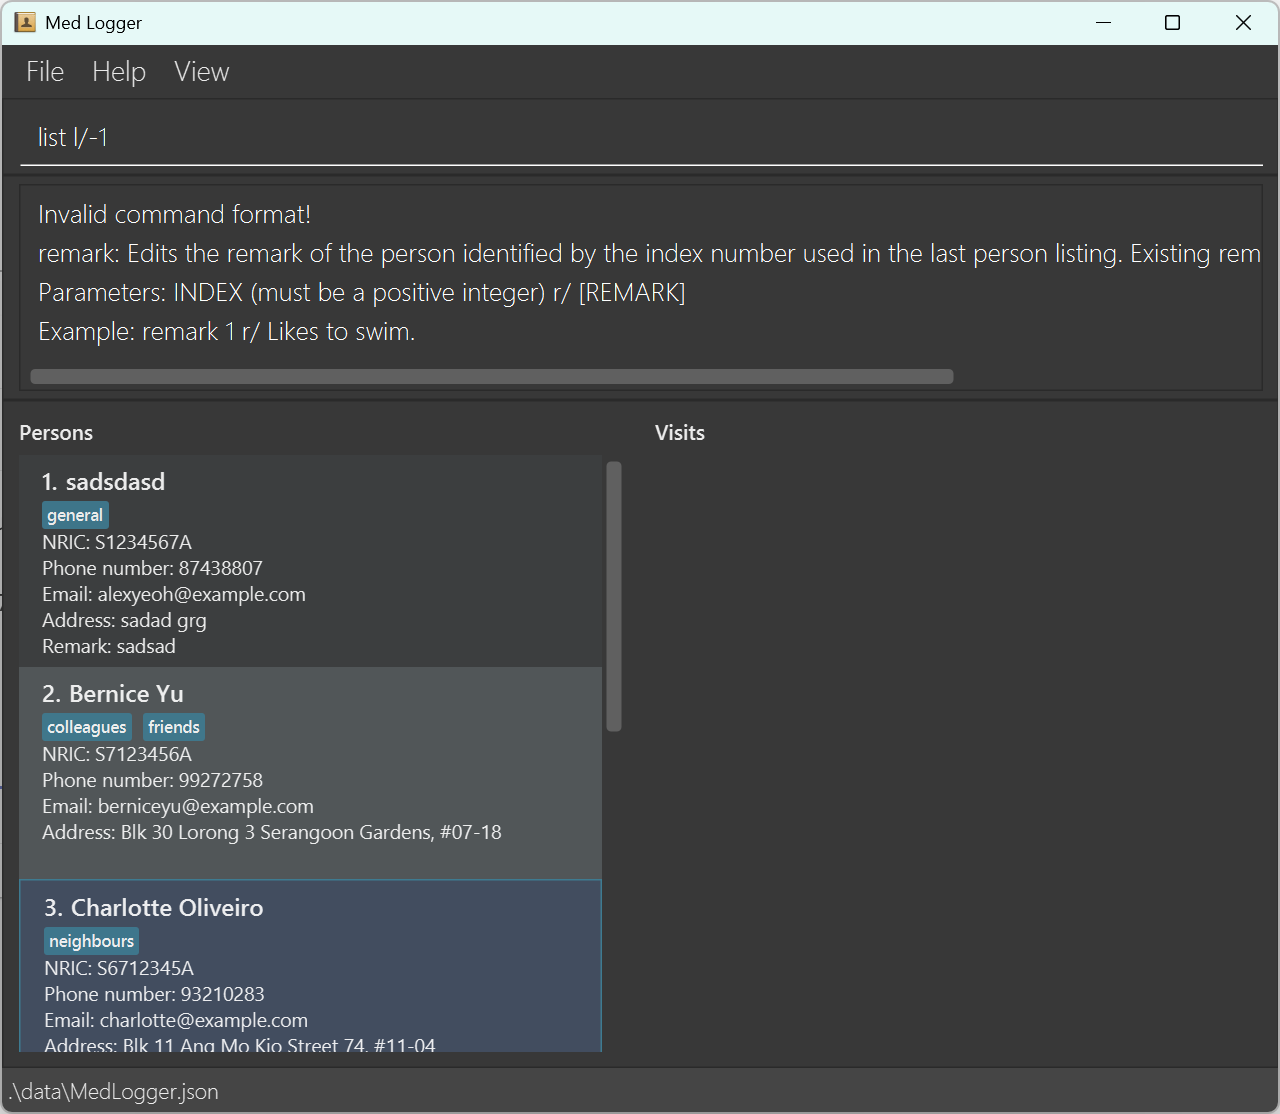 Med Logger
File Help View
list l/-1
Invalid command format!
remark: Edits the remark of the person identified by the index number used in the last person listing. Existing rem
Parameters: INDEX (must be a positive integer) r/ [REMARK]
Example: remark 1 r/ Likes to swim.
Persons
1. sadsdasd
general
NRIC: S1234567A
Phone number: 87438807
Email: alexyeoh@example.com
Address: sadad grg
Remark: sadsad
2. Bernice Yu
colleagues friends
NRIC: S7123456A
Phone number: 99272758
Email: berniceyu@example.com
Address: Blk 30 Lorong 3 Serangoon Gardens, #07-18
3. Charlotte Oliveiro
neighbours
NRIC: S6712345A
Phone number: 93210283
Email: charlotte@example.com
Address: Blk 11 Ang Mo Kio Street 74, #11-04
Visits
.\data\MedLogger.json